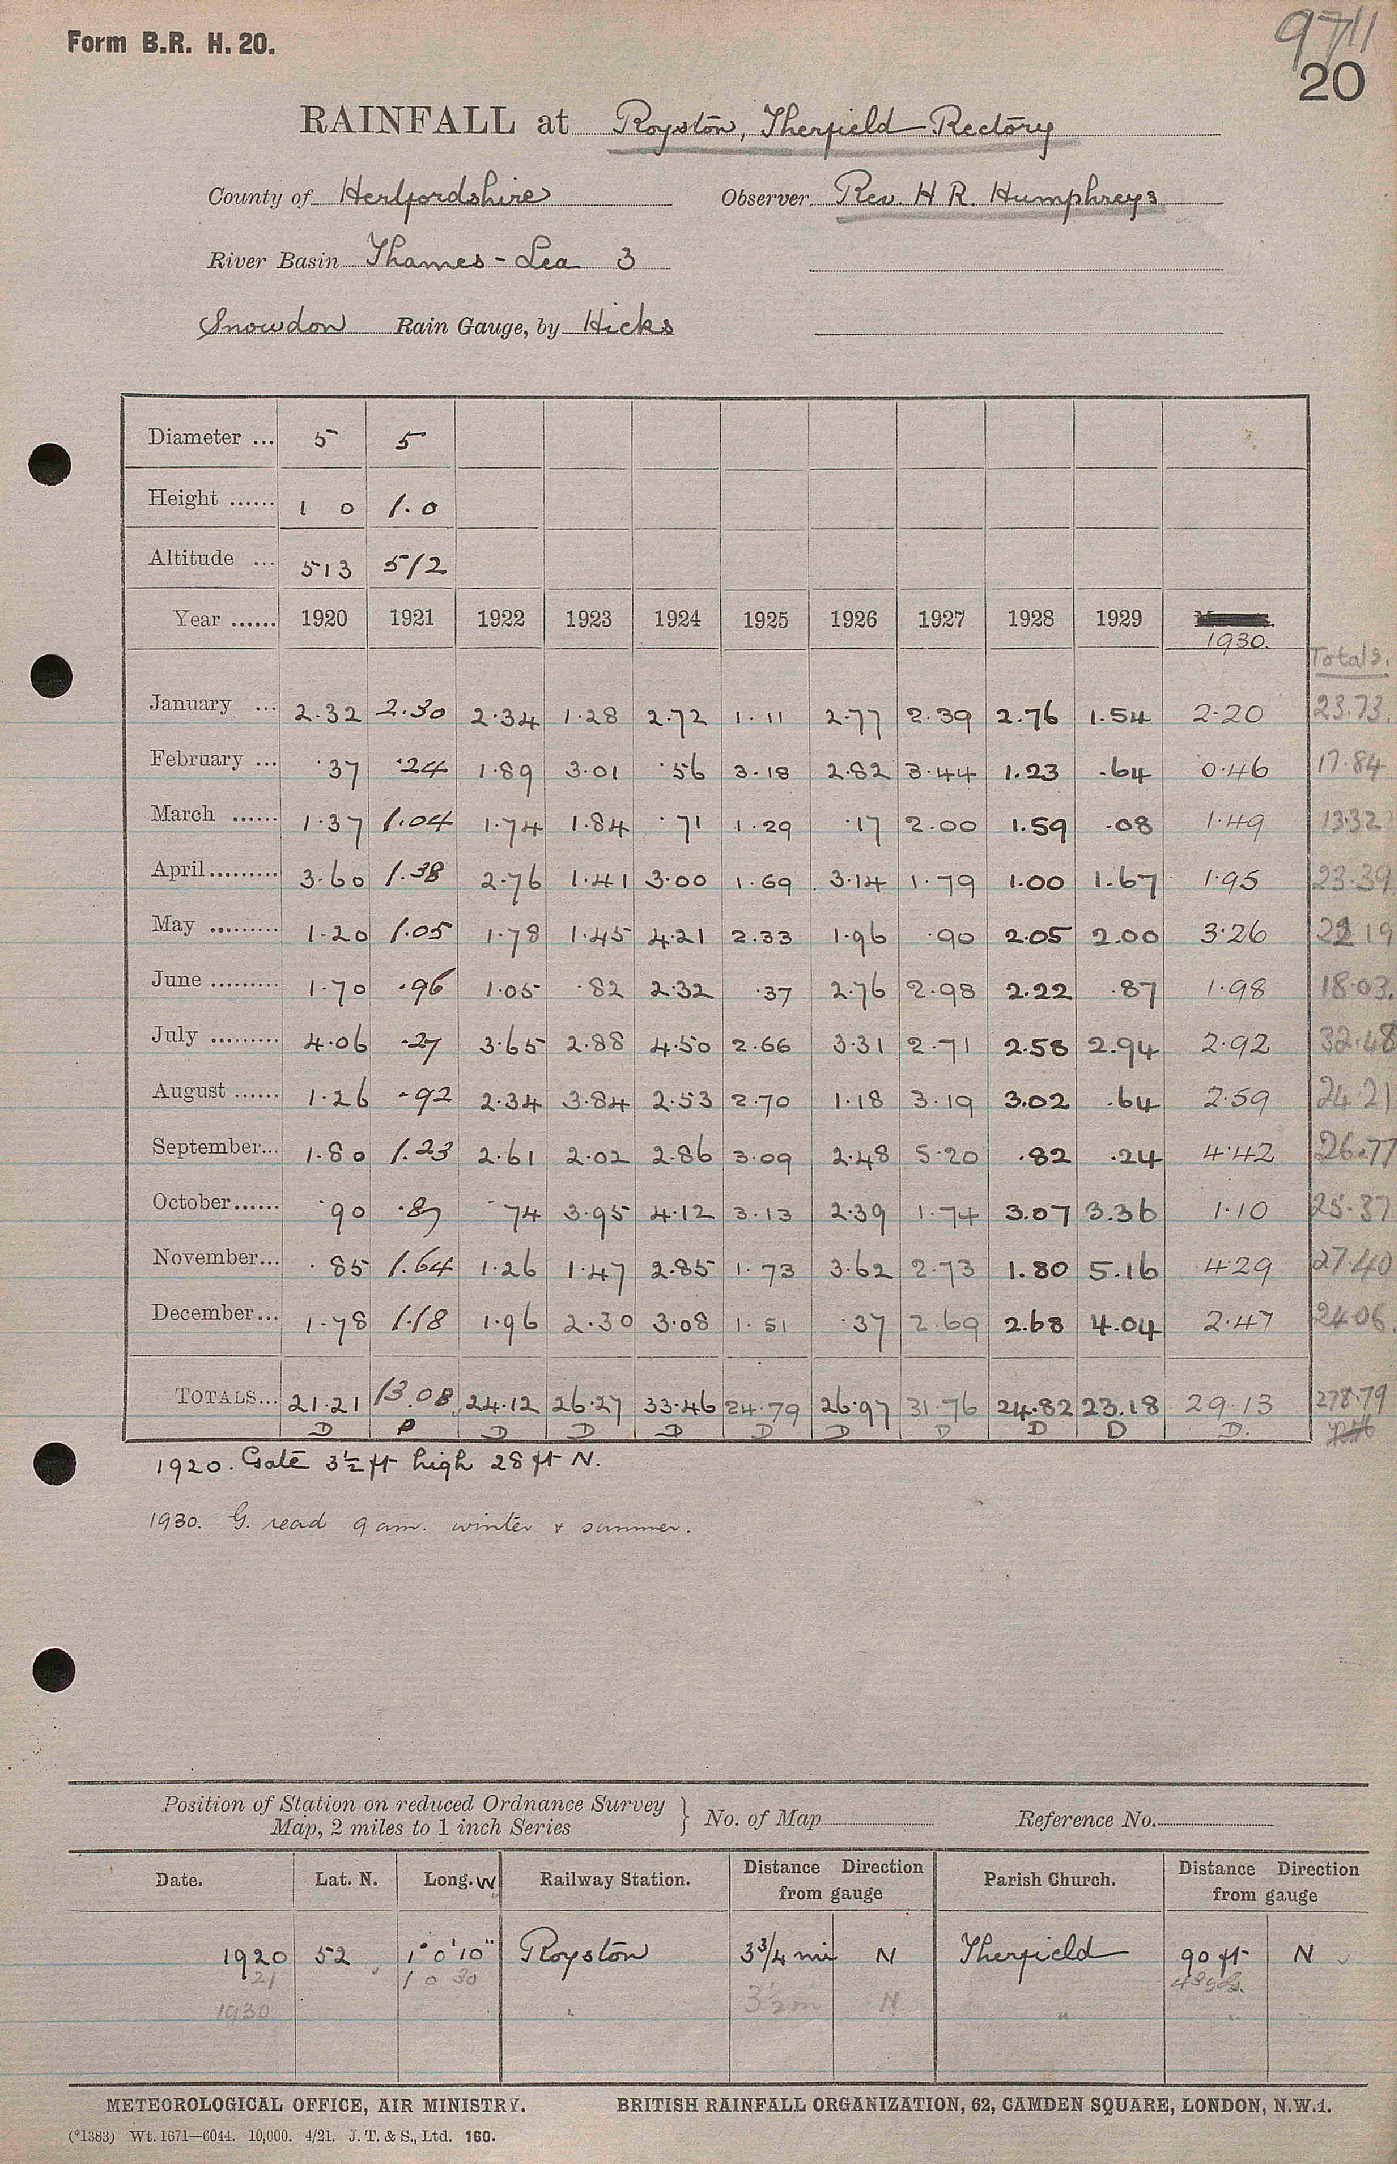 Form B.R. H. 20.
9711
20
RAINFALL at Royston, Therfield Rectory
County of Hertfordshire Observer Rev. H R. Humphreys
River Basin Thames - Lea 3
Snowdon Rain Gauge, by Hicks
Diameter ... 5 5
Height ...... 1 0 1.0
Altitude ... 513 512
Year ...... 1920 1921 1922 1923 1924 1925 1926 1927 1928 1929 1930.
Totals.
January ... 2.32 2.30 2.34 1.28 2.72 1.11 2.77 2.39 2.76 1.54 2.20 23.73
February ... .37 .24 1.89 3.01 .56 3.18 2.82 3.44 1.23 .64 0.46 17.84
March ...... 1.37 1.04 1.74 1.84 .71 1.29 .17 2.00 1.59 .08 1.49 13.32
April......... 3.60 1.38 2.76 1.41 3.00 1.69 3.14 1.79 1.00 1.67 1.95 23.39
May ......... 1.20 1.05 1.78 1.45 4.21 2.33 1.96 .90 2.05 2.00 3.26 22.19
June ......... 1.70 .96 1.05 .82 2.32 .37 2.76 2.98 2.22 .87 1.98 18.03
July ......... 4.06 .27 3.65 2.88 4.50 2.66 3.31 2.71 2.58 2.94 2.92 32.48
August ...... 1.26 .92 2.34 3.84 2.53 2.70 1.18 3.19 3.02 .64 2.59 24.21
September... 1.80 1.23 2.61 2.02 2.86 3.09 2.48 5.20 .82 .24 4.42 26.77
October...... .90 .87 .74 3.95 4.12 3.13 2.39 1.74 3.07 3.36 1.10 25.37
November... .85 1.64 1.26 1.47 2.85 1.73 3.62 2.73 1.80 5.16 4.29 27.40
December... 1.78 1.18 1.96 2.30 3.08 1.51 .37 2.69 2.68 4.04 2.47 24.06
TOTALS... 21.21 13.08 24.12 26.27 33.46 24.79 26.97 31.76 24.82 23.18 29.13 278.79
D D D D D D D D D D D.
1920. Gate 3½ ft high 28 ft N.
1930. G. read 9 am. winter & summer.
Position of Station on reduced Ordnance Survey
Map, 2 miles to 1 inch Series } No. of Map Reference No.
Date. Lat. N. Long. W Railway Station. Distance Direction from gauge Parish Church. Distance Direction from gauge
1920 52 1° 0' 10" Royston 3¾ mi N Therfield 90 ft N
21 1 0 30
1930 " 3½m N " " "
METEOROLOGICAL OFFICE, AIR MINISTRY. BRITISH RAINFALL ORGANIZATION, 62, CAMDEN SQUARE, LONDON, N.W.1.
(*1383) Wt. 1671—6044. 10,000. 4/21. J. T. & S., Ltd. 160.